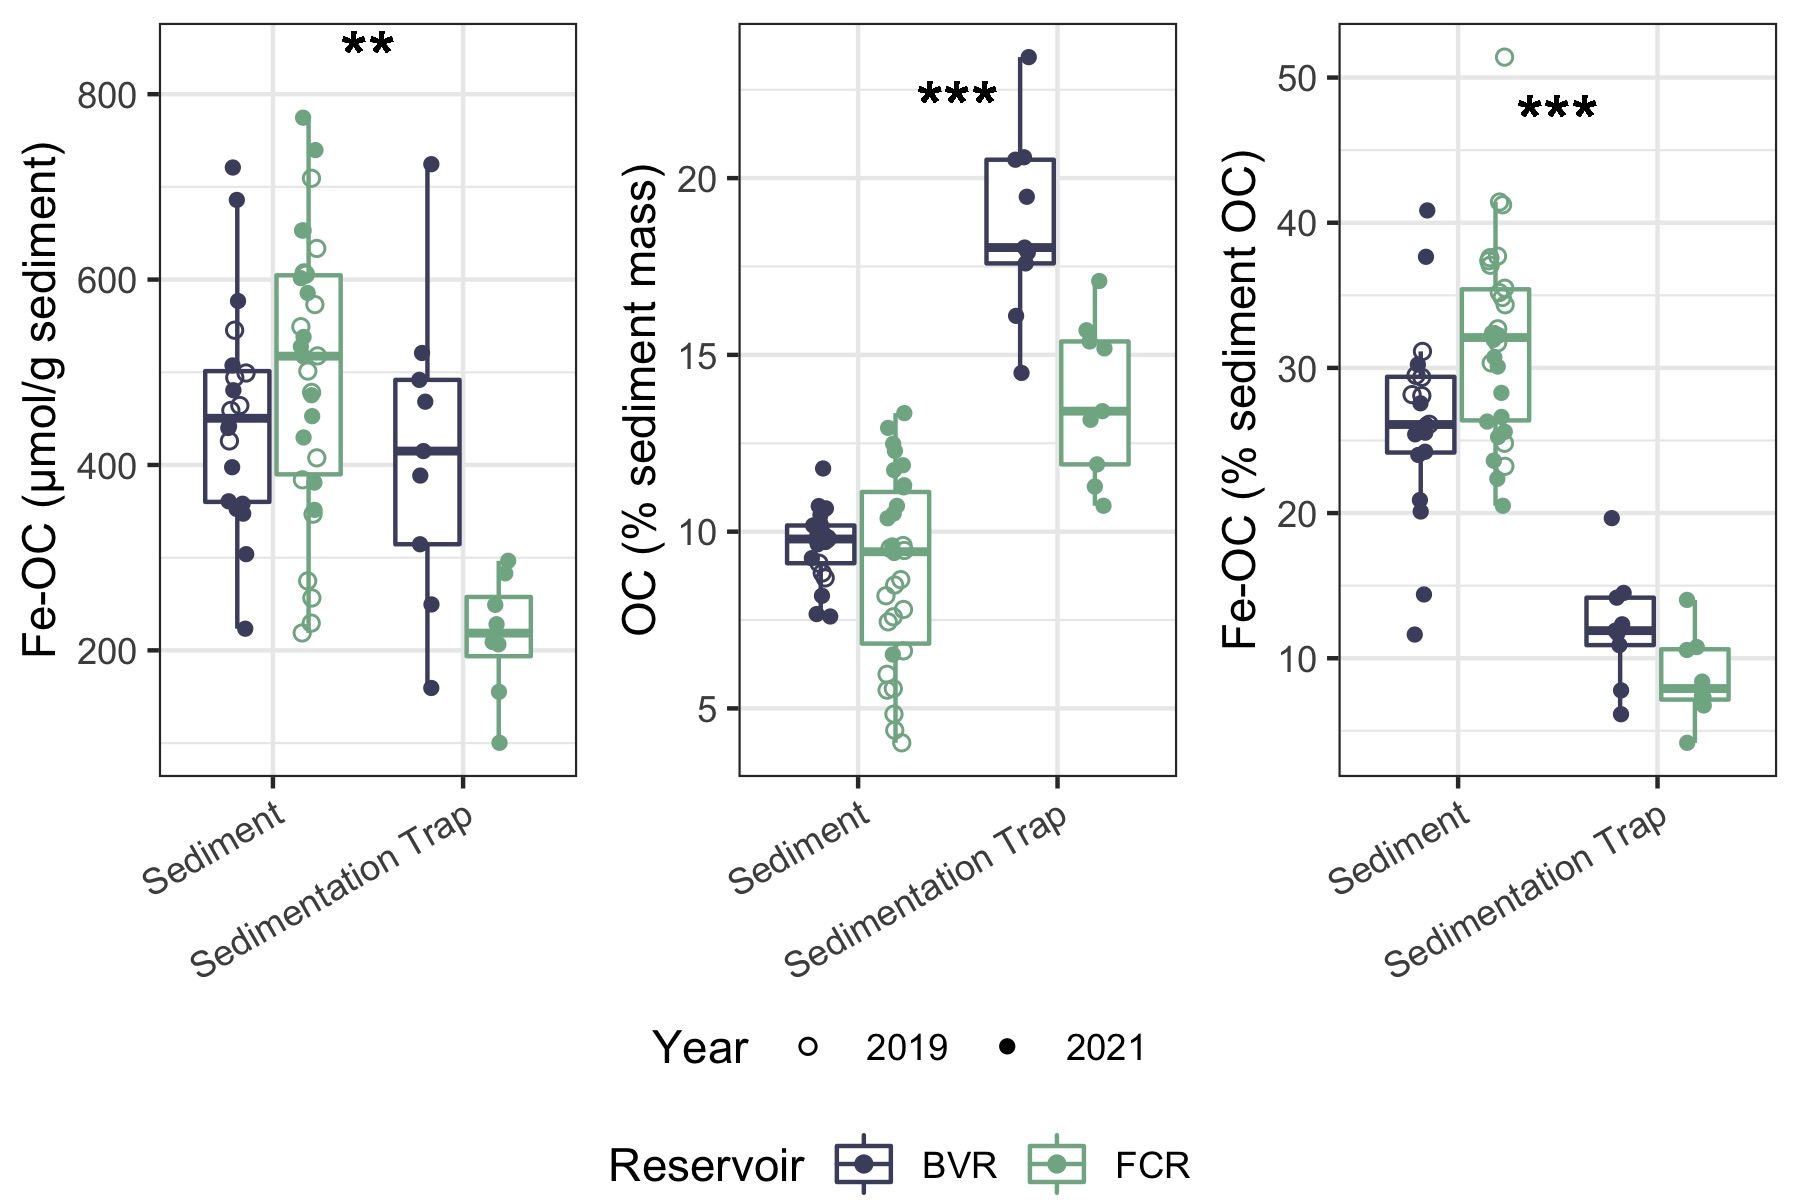 Fe-OC (µmol/g sediment)
800
600
400
200
**
Sediment
Sedimentation Trap
OC (% sediment mass)
20
15
10
5
***
Sediment
Sedimentation Trap
Fe-OC (% sediment OC)
50
40
30
20
10
***
Sediment
Sedimentation Trap
Year 2019 2021
Reservoir BVR FCR